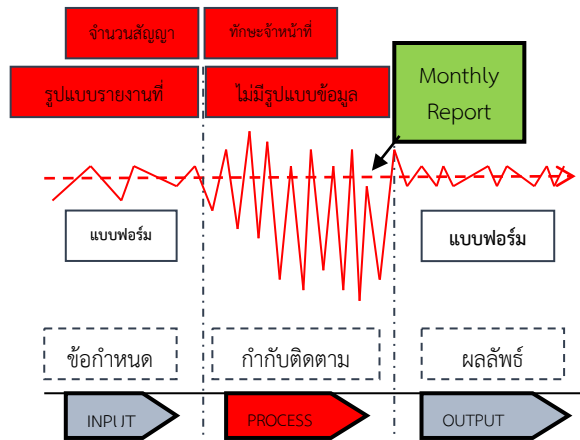 จำนวนสัญญา
ทักษะจ้าหน้าที่
รูปแบบรายงานที่
ไม่มีรูปแบบข้อมูล
Monthly
Report
แบบฟอร์ม
แบบฟอร์ม
ข้อกำหนด
กำกับติดตาม
ผลลัพธ์
INPUT
PROCESS
OUTPUT